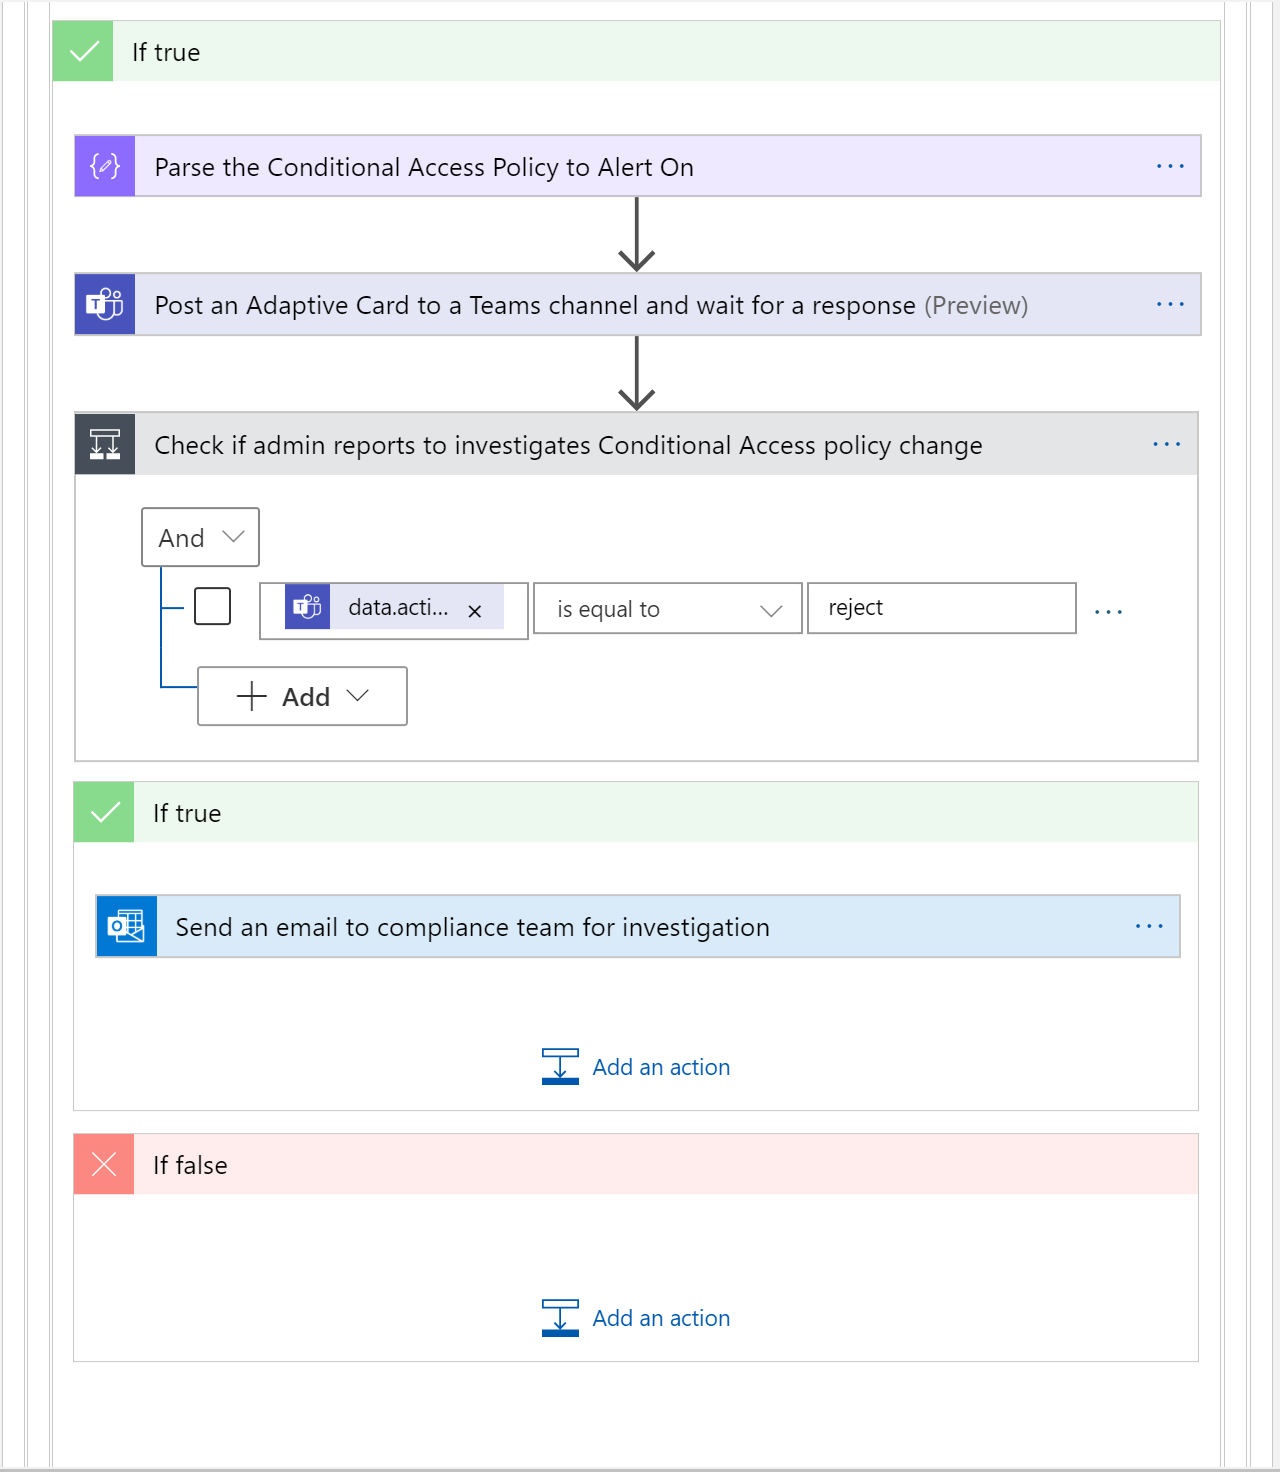 If true
Parse the Conditional Access Policy to Alert On
Post an Adaptive Card to a Teams channel and wait for a response (Preview)
Check if admin reports to investigates Conditional Access policy change
And
data.acti... is equal to reject
Add
If true
Send an email to compliance team for investigation
Add an action
If false
Add an action